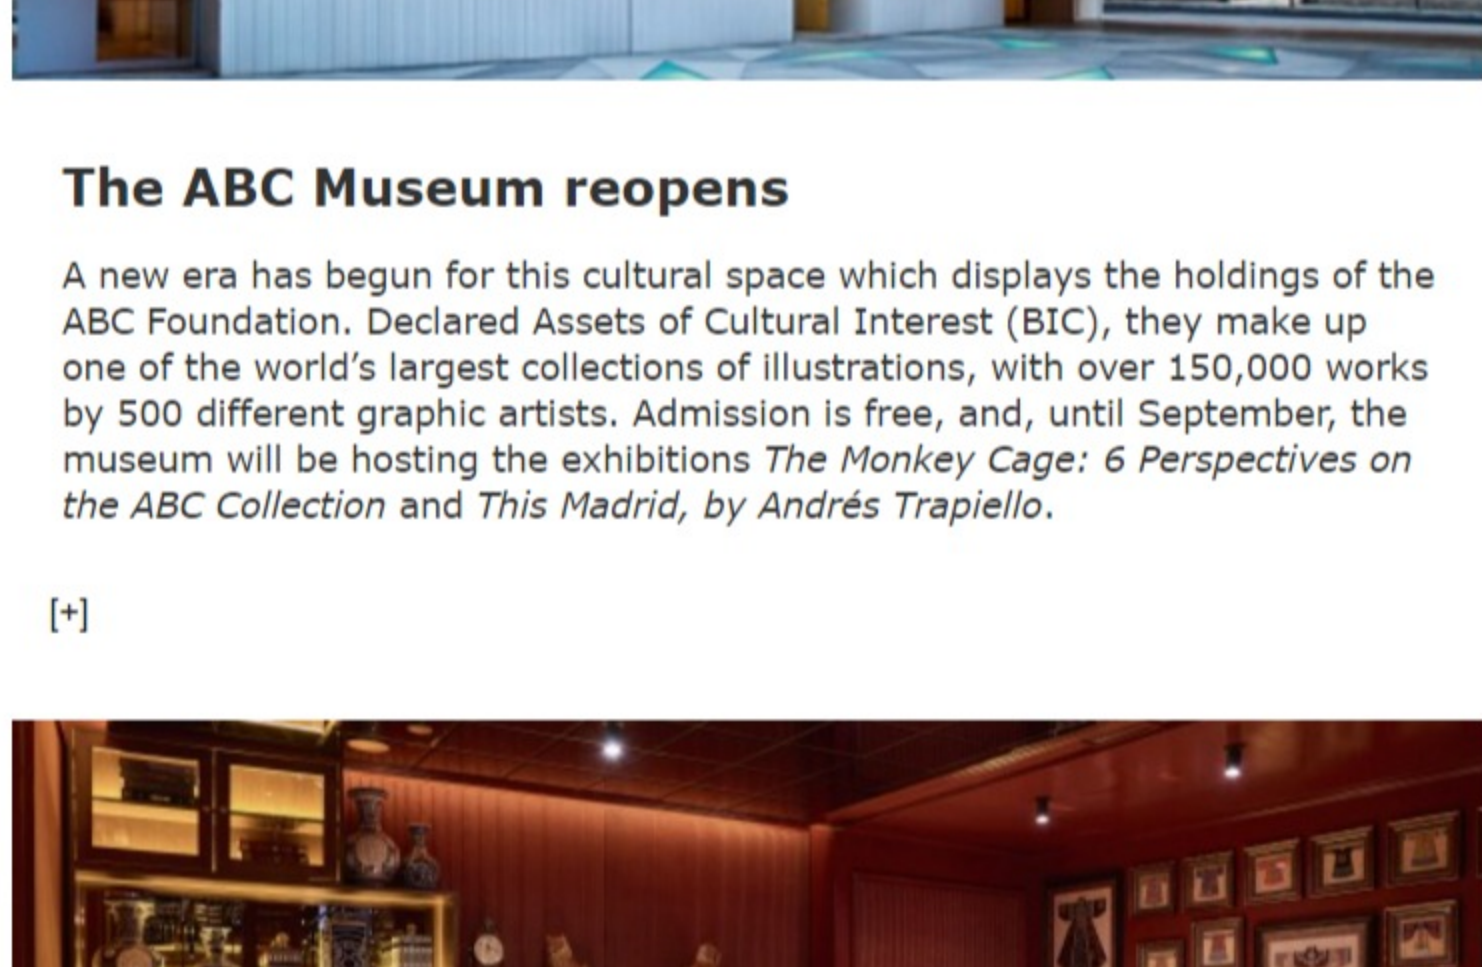 The ABC Museum reopens
A new era has begun for this cultural space which displays the holdings of the
ABC Foundation. Declared Assets of Cultural Interest (BIC), they make up
one of the world’s largest collections of illustrations, with over 150,000 works
by 500 different graphic artists. Admission is free, and, until September, the
museum will be hosting the exhibitions The Monkey Cage: 6 Perspectives on
the ABC Collection and This Madrid, by Andrés Trapiello.
[+]